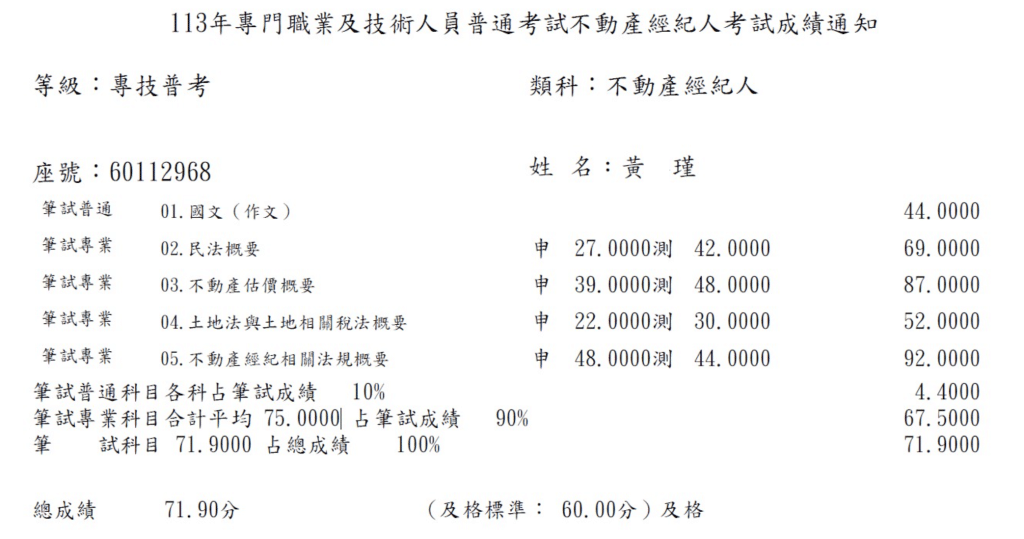 113年專門職業及技術人員普通考試不動產經紀人考試成績通知
等級：專技普考 類科：不動產經紀人
座號：60112968 姓 名：黃 瑾
筆試普通 01.國文（作文） 44.0000
筆試專業 02.民法概要 申 27.0000測 42.0000 69.0000
筆試專業 03.不動產估價概要 申 39.0000測 48.0000 87.0000
筆試專業 04.土地法與土地相關稅法概要 申 22.0000測 30.0000 52.0000
筆試專業 05.不動產經紀相關法規概要 申 48.0000測 44.0000 92.0000
筆試普通科目各科占筆試成績 10% 4.4000
筆試專業科目合計平均 75.0000 占筆試成績 90% 67.5000
筆 試科目 71.9000 占總成績 100% 71.9000
總成績 71.90分 （及格標準： 60.00分）及格